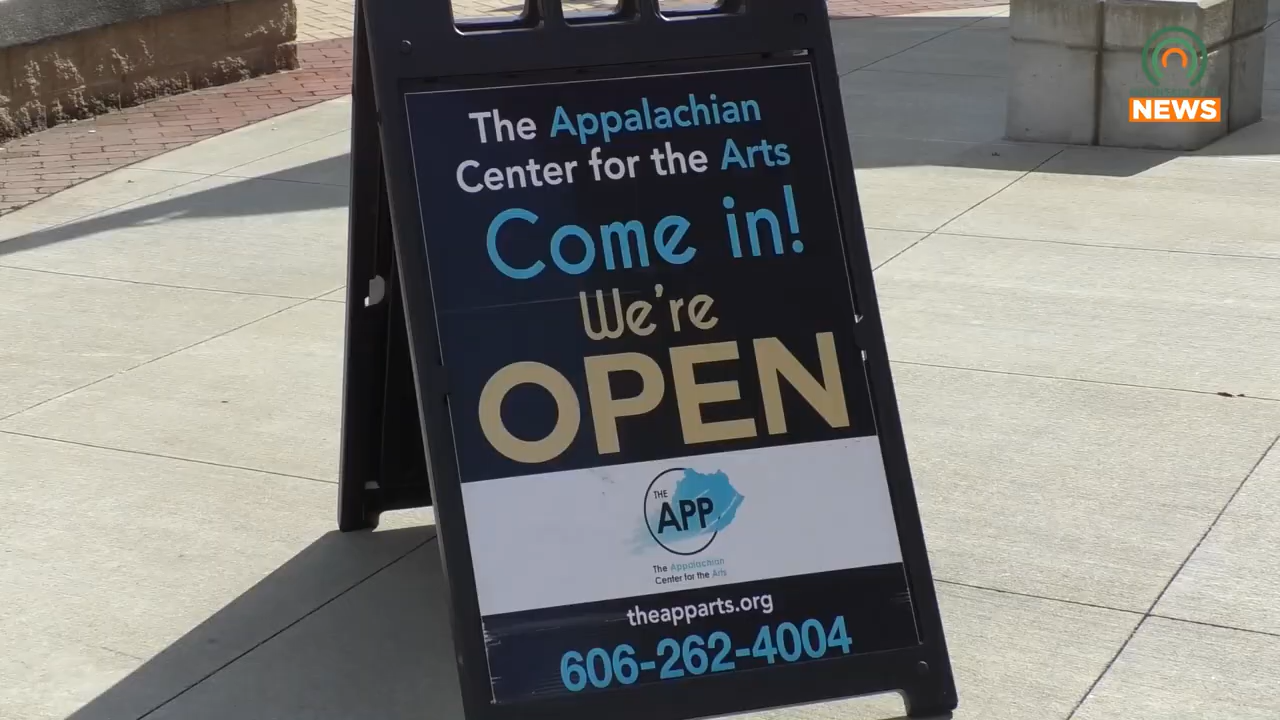 The Appalachian
Center for the Arts
Come in!
We're
OPEN
THE
APP
The Appalachian
Center for the Arts
theapparts.org
606-262-4004
NEWS